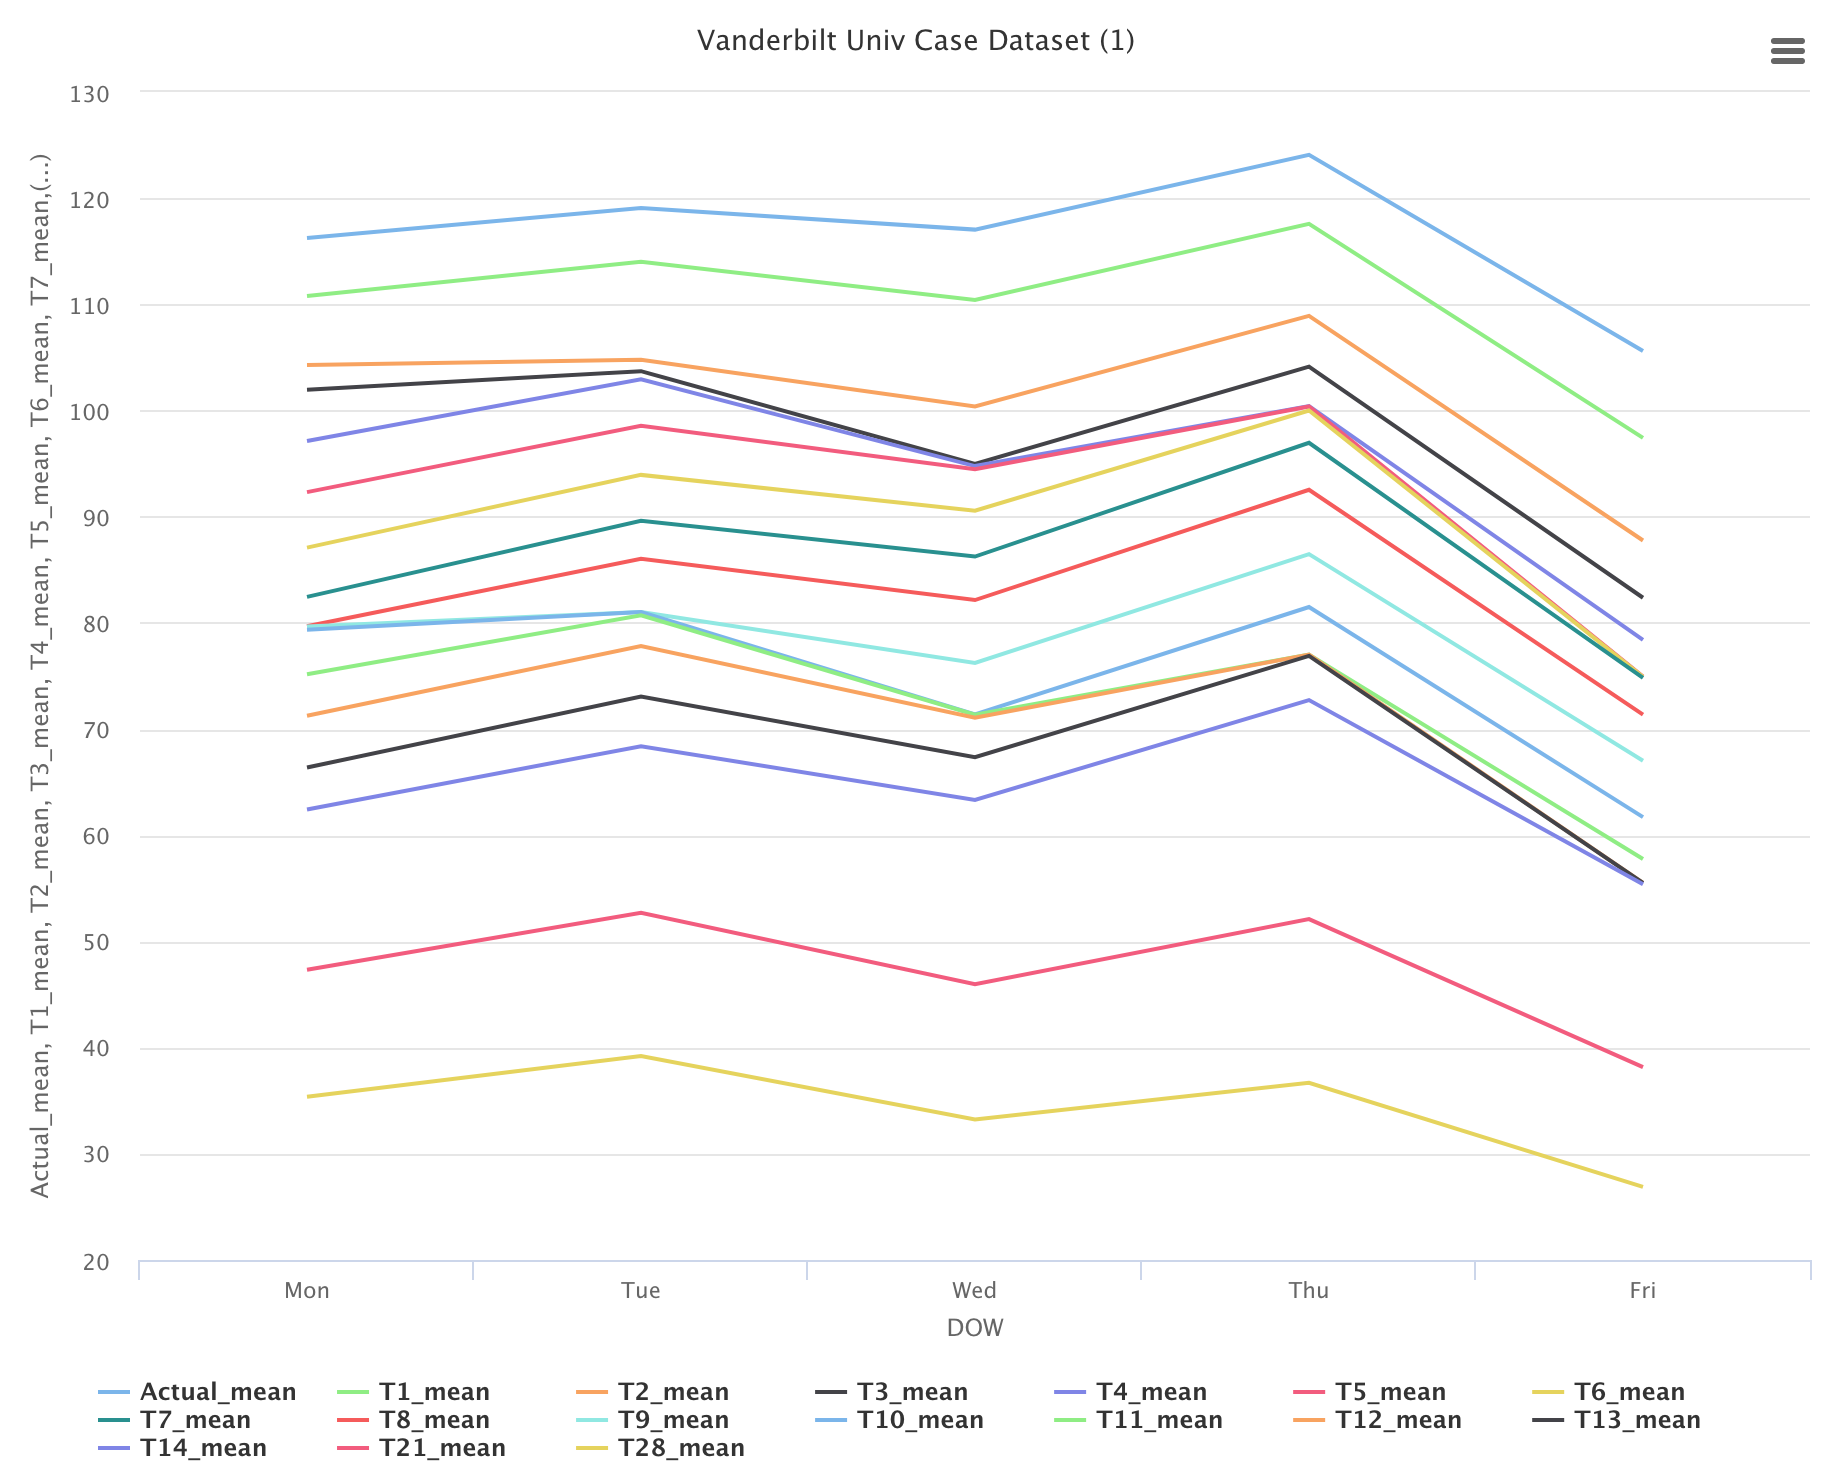 Vanderbilt Univ Case Dataset (1)
Actual_mean, T1_mean, T2_mean, T3_mean, T4_mean, T5_mean, T6_mean, T7_mean,(...)
130
120
110
100
90
80
70
60
50
40
30
20
Mon Tue Wed Thu Fri
DOW
Actual_mean T1_mean T2_mean T3_mean T4_mean T5_mean T6_mean
T7_mean T8_mean T9_mean T10_mean T11_mean T12_mean T13_mean
T14_mean T21_mean T28_mean